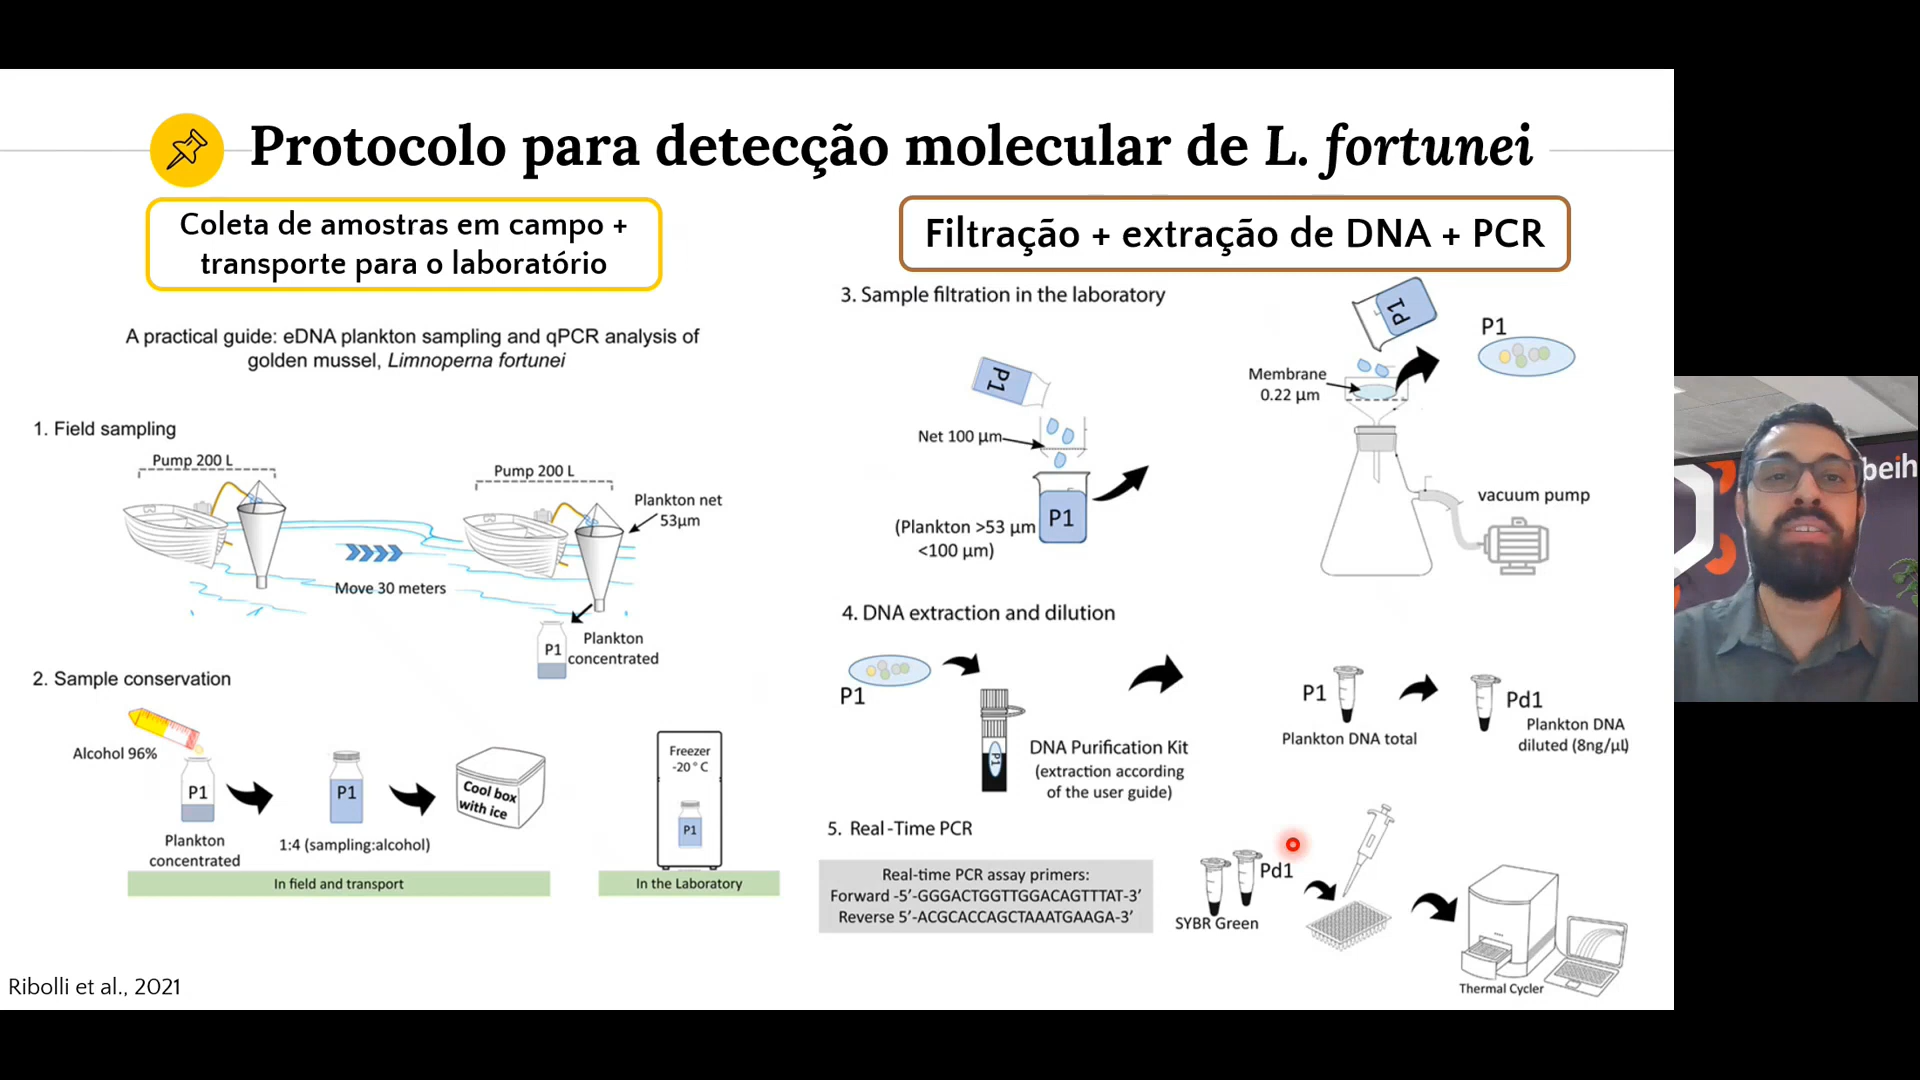 Protocolo para detecção molecular de L. fortunei
Coleta de amostras em campo +
transporte para o laboratório
A practical guide: eDNA plankton sampling and qPCR analysis of
golden mussel, Limnoperna fortunei
1. Field sampling
Pump 200 L
Pump 200 L
Plankton net
53µm
Move 30 meters
P1
Plankton
concentrated
2. Sample conservation
Alcohol 96%
P1
Plankton
concentrated
P1
1:4 (sampling:alcohol)
Cool box
with ice
In field and transport
Freezer
-20°C
P1
In the Laboratory
Filtração + extração de DNA + PCR
3. Sample filtration in the laboratory
P1
Net 100 µm
P1
(Plankton >53 µm
<100 µm)
P1
Membrane
0.22 µm
P1
vacuum pump
4. DNA extraction and dilution
P1
P1
DNA Purification Kit
(extraction according
of the user guide)
P1
Plankton DNA total
Pd1
Plankton DNA
diluted (8ng/µl)
5. Real-Time PCR
Real-time PCR assay primers:
Forward -5’-GGGACTGGTTGGACAGTTTAT-3’
Reverse 5’-ACGCACCAGCTAAATGAAGA-3’
Pd1
SYBR Green
Thermal Cycler
Ribolli et al., 2021
beih